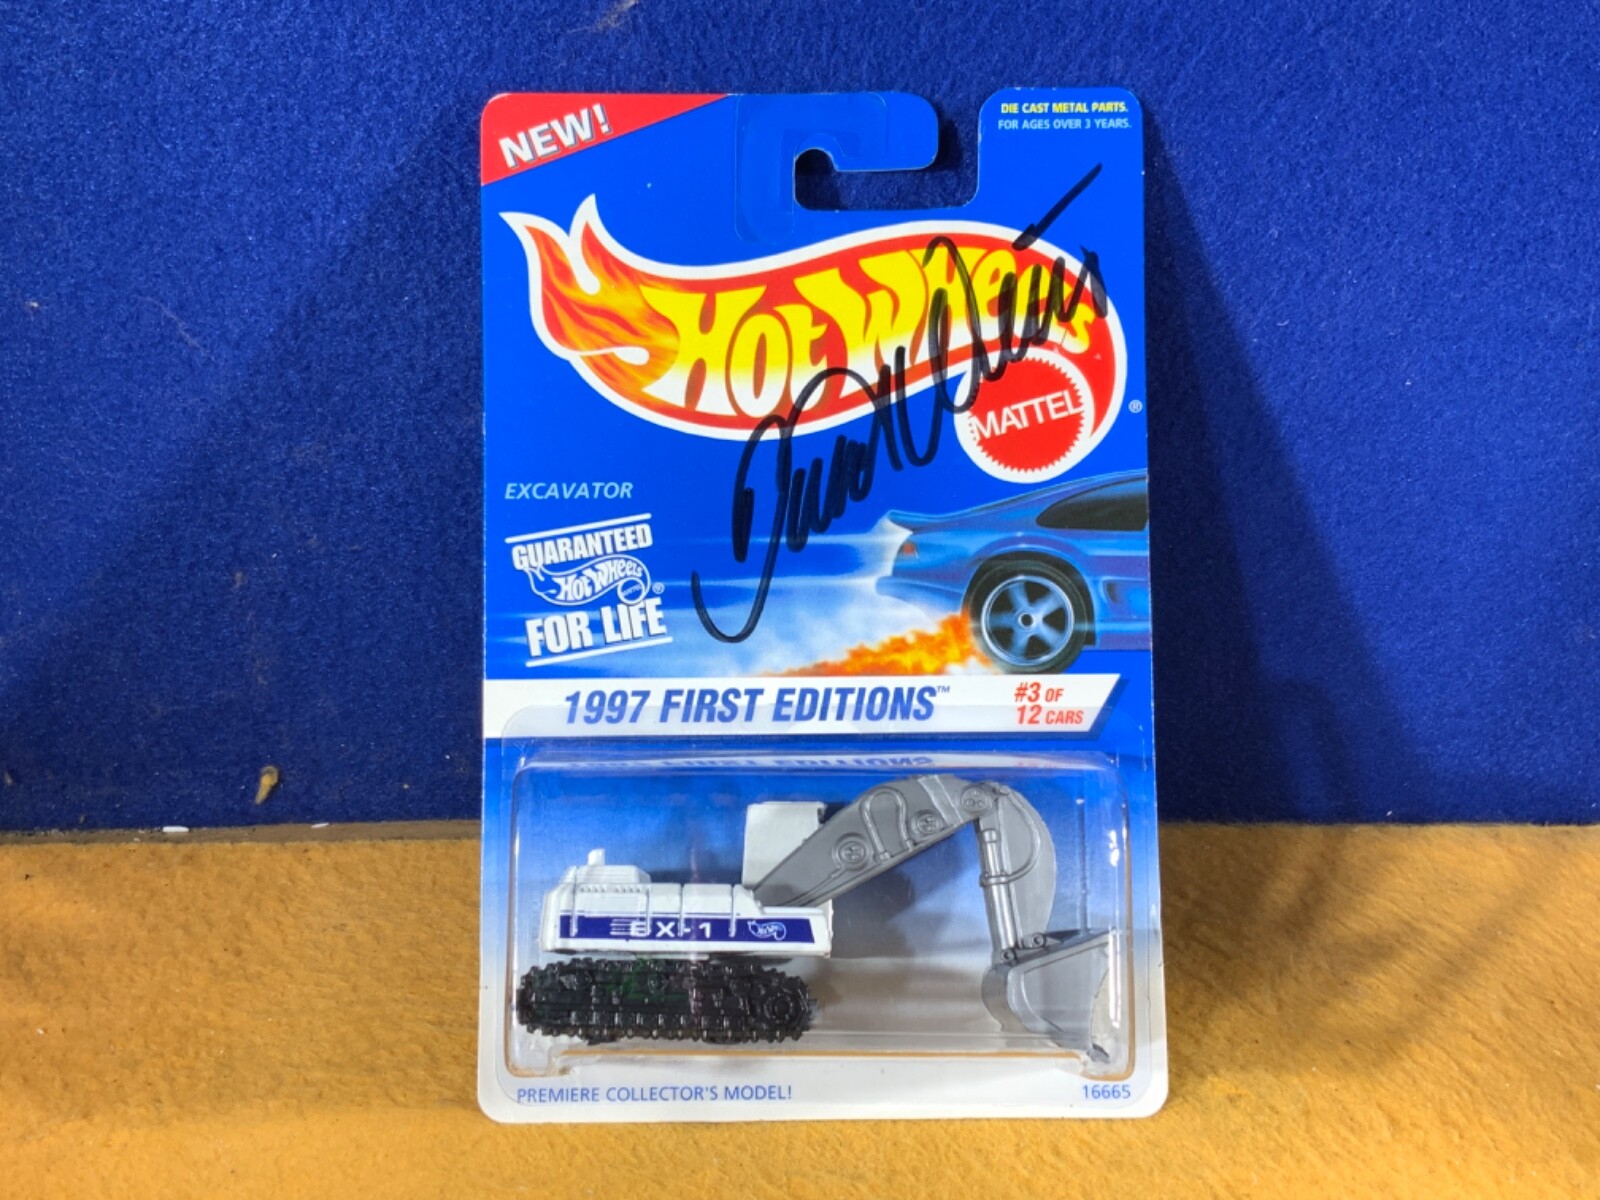 NEW!
DIE CAST METAL PARTS.
FOR AGES OVER 3 YEARS.
HOT WHEELS
MATTEL
®
EXCAVATOR
GUARANTEED
HOT WHEELS ®
FOR LIFE
1997 FIRST EDITIONS™
#3 OF
12 CARS
EX-1
PREMIERE COLLECTOR'S MODEL!
16665